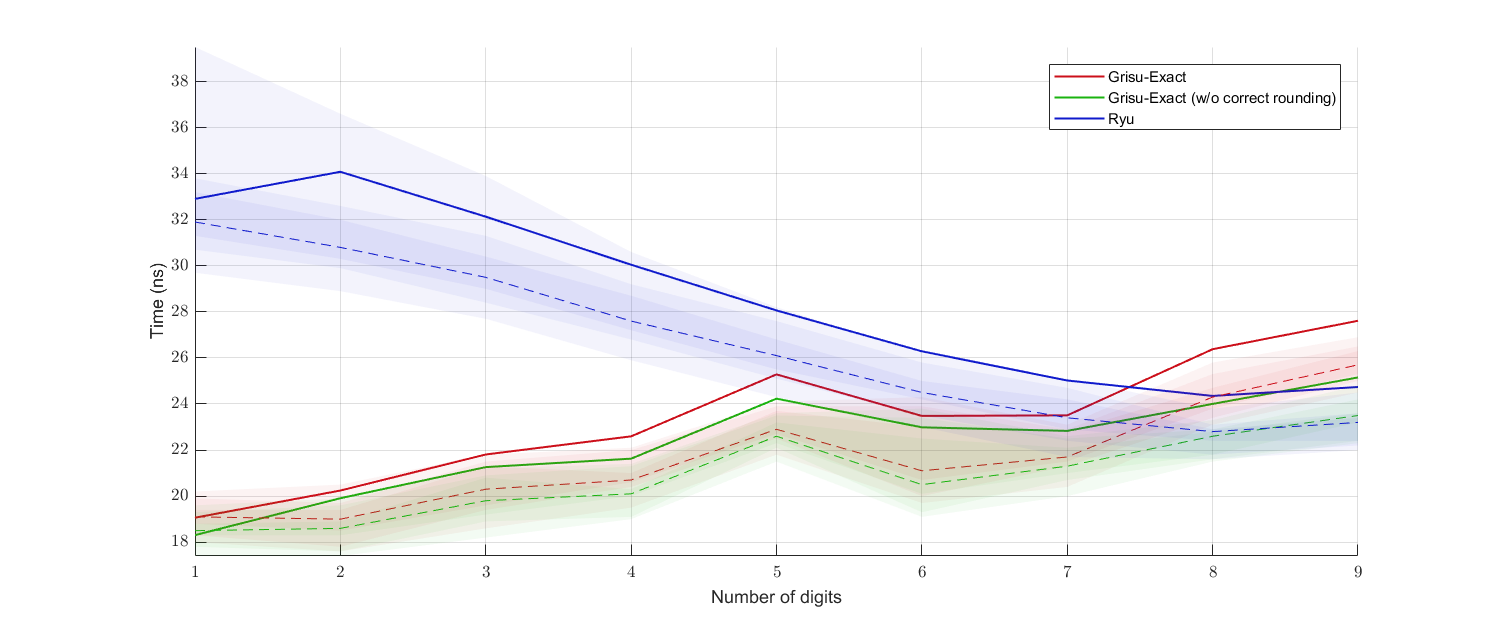 Grisu-Exact
Grisu-Exact (w/o correct rounding)
Ryu
Time (ns)
38
36
34
32
30
28
26
24
22
20
18
1 2 3 4 5 6 7 8 9
Number of digits